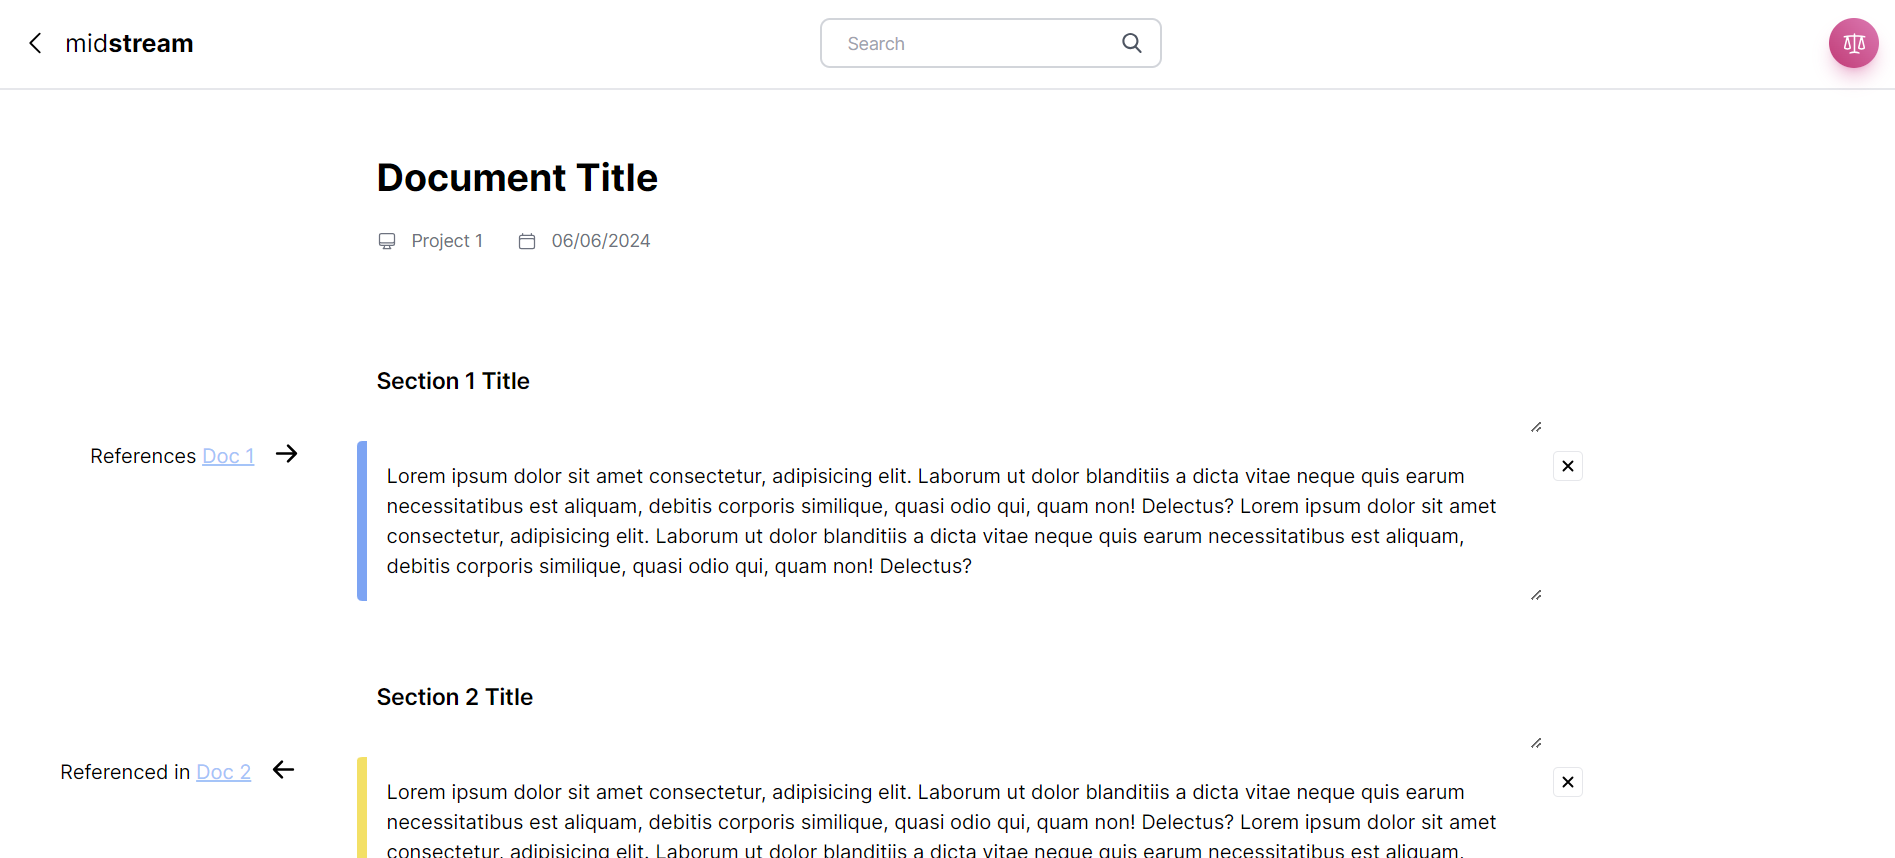 midstream
Search
Document Title
Project 1 06/06/2024
Section 1 Title
References Doc 1
Lorem ipsum dolor sit amet consectetur, adipisicing elit. Laborum ut dolor blanditiis a dicta vitae neque quis earum
necessitatibus est aliquam, debitis corporis similique, quasi odio qui, quam non! Delectus? Lorem ipsum dolor sit amet
consectetur, adipisicing elit. Laborum ut dolor blanditiis a dicta vitae neque quis earum necessitatibus est aliquam,
debitis corporis similique, quasi odio qui, quam non! Delectus?
Section 2 Title
Referenced in Doc 2
Lorem ipsum dolor sit amet consectetur, adipisicing elit. Laborum ut dolor blanditiis a dicta vitae neque quis earum
necessitatibus est aliquam, debitis corporis similique, quasi odio qui, quam non! Delectus? Lorem ipsum dolor sit amet
consectetur, adipisicing elit. Laborum ut dolor blanditiis a dicta vitae neque quis earum necessitatibus est aliquam,